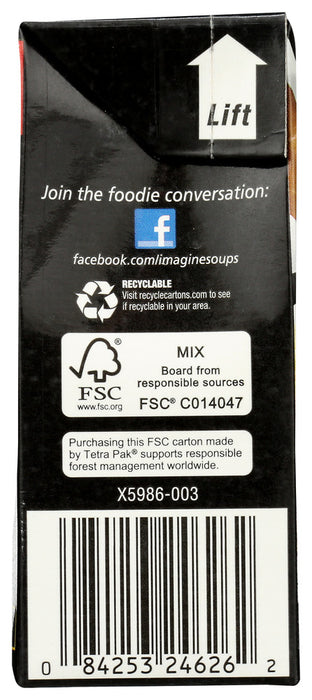 Lift
Join the foodie conversation:
f
facebook.com/imaginesoups
RECYCLABLE
Visit recyclecartons.com to see
if recyclable in your area.
FSC
www.fsc.org
MIX
Board from
responsible sources
FSC® C014047
Purchasing this FSC carton made
by Tetra Pak® supports responsible
forest management worldwide.
X5986-003
0 84253 24626 2